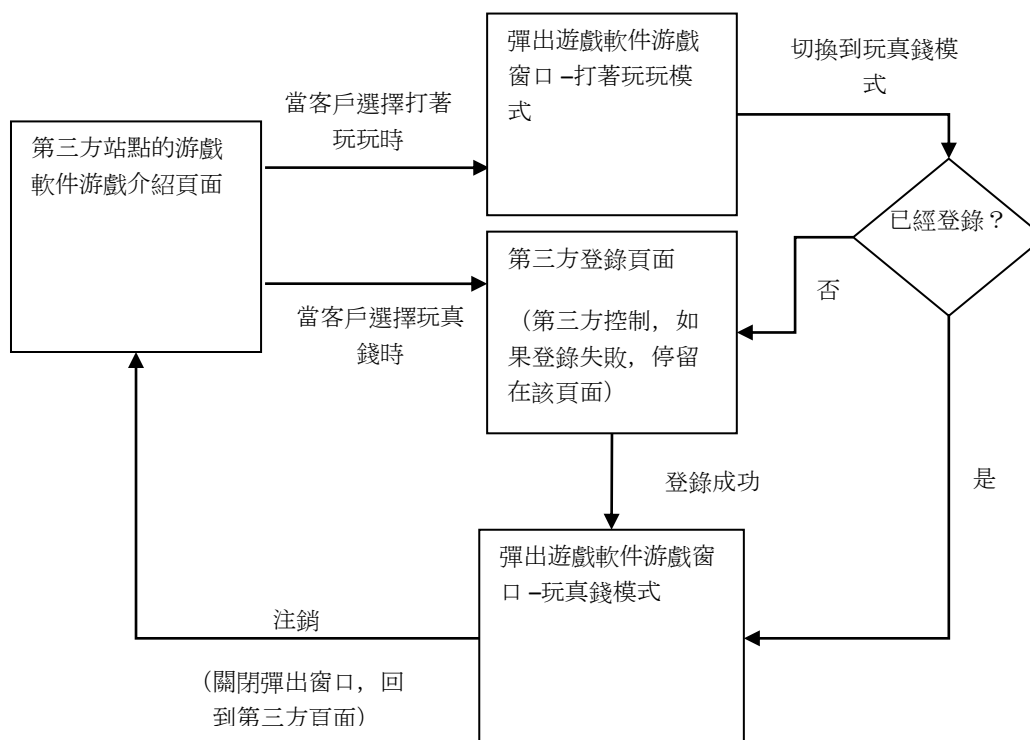 彈出遊戲軟件游戲
窗口 –打著玩玩模
式
切換到玩真錢模
式
當客戶選擇打著
玩玩時
第三方站點的游戲
軟件游戲介紹頁面
已經登錄？
第三方登錄頁面
（第三方控制，如
果登錄失敗，停留
在該頁面）
否
當客戶選擇玩真
錢時
登錄成功
是
彈出遊戲軟件游戲窗
口 –玩真錢模式
注銷
（關閉彈出窗口，回
到第三方頁面）